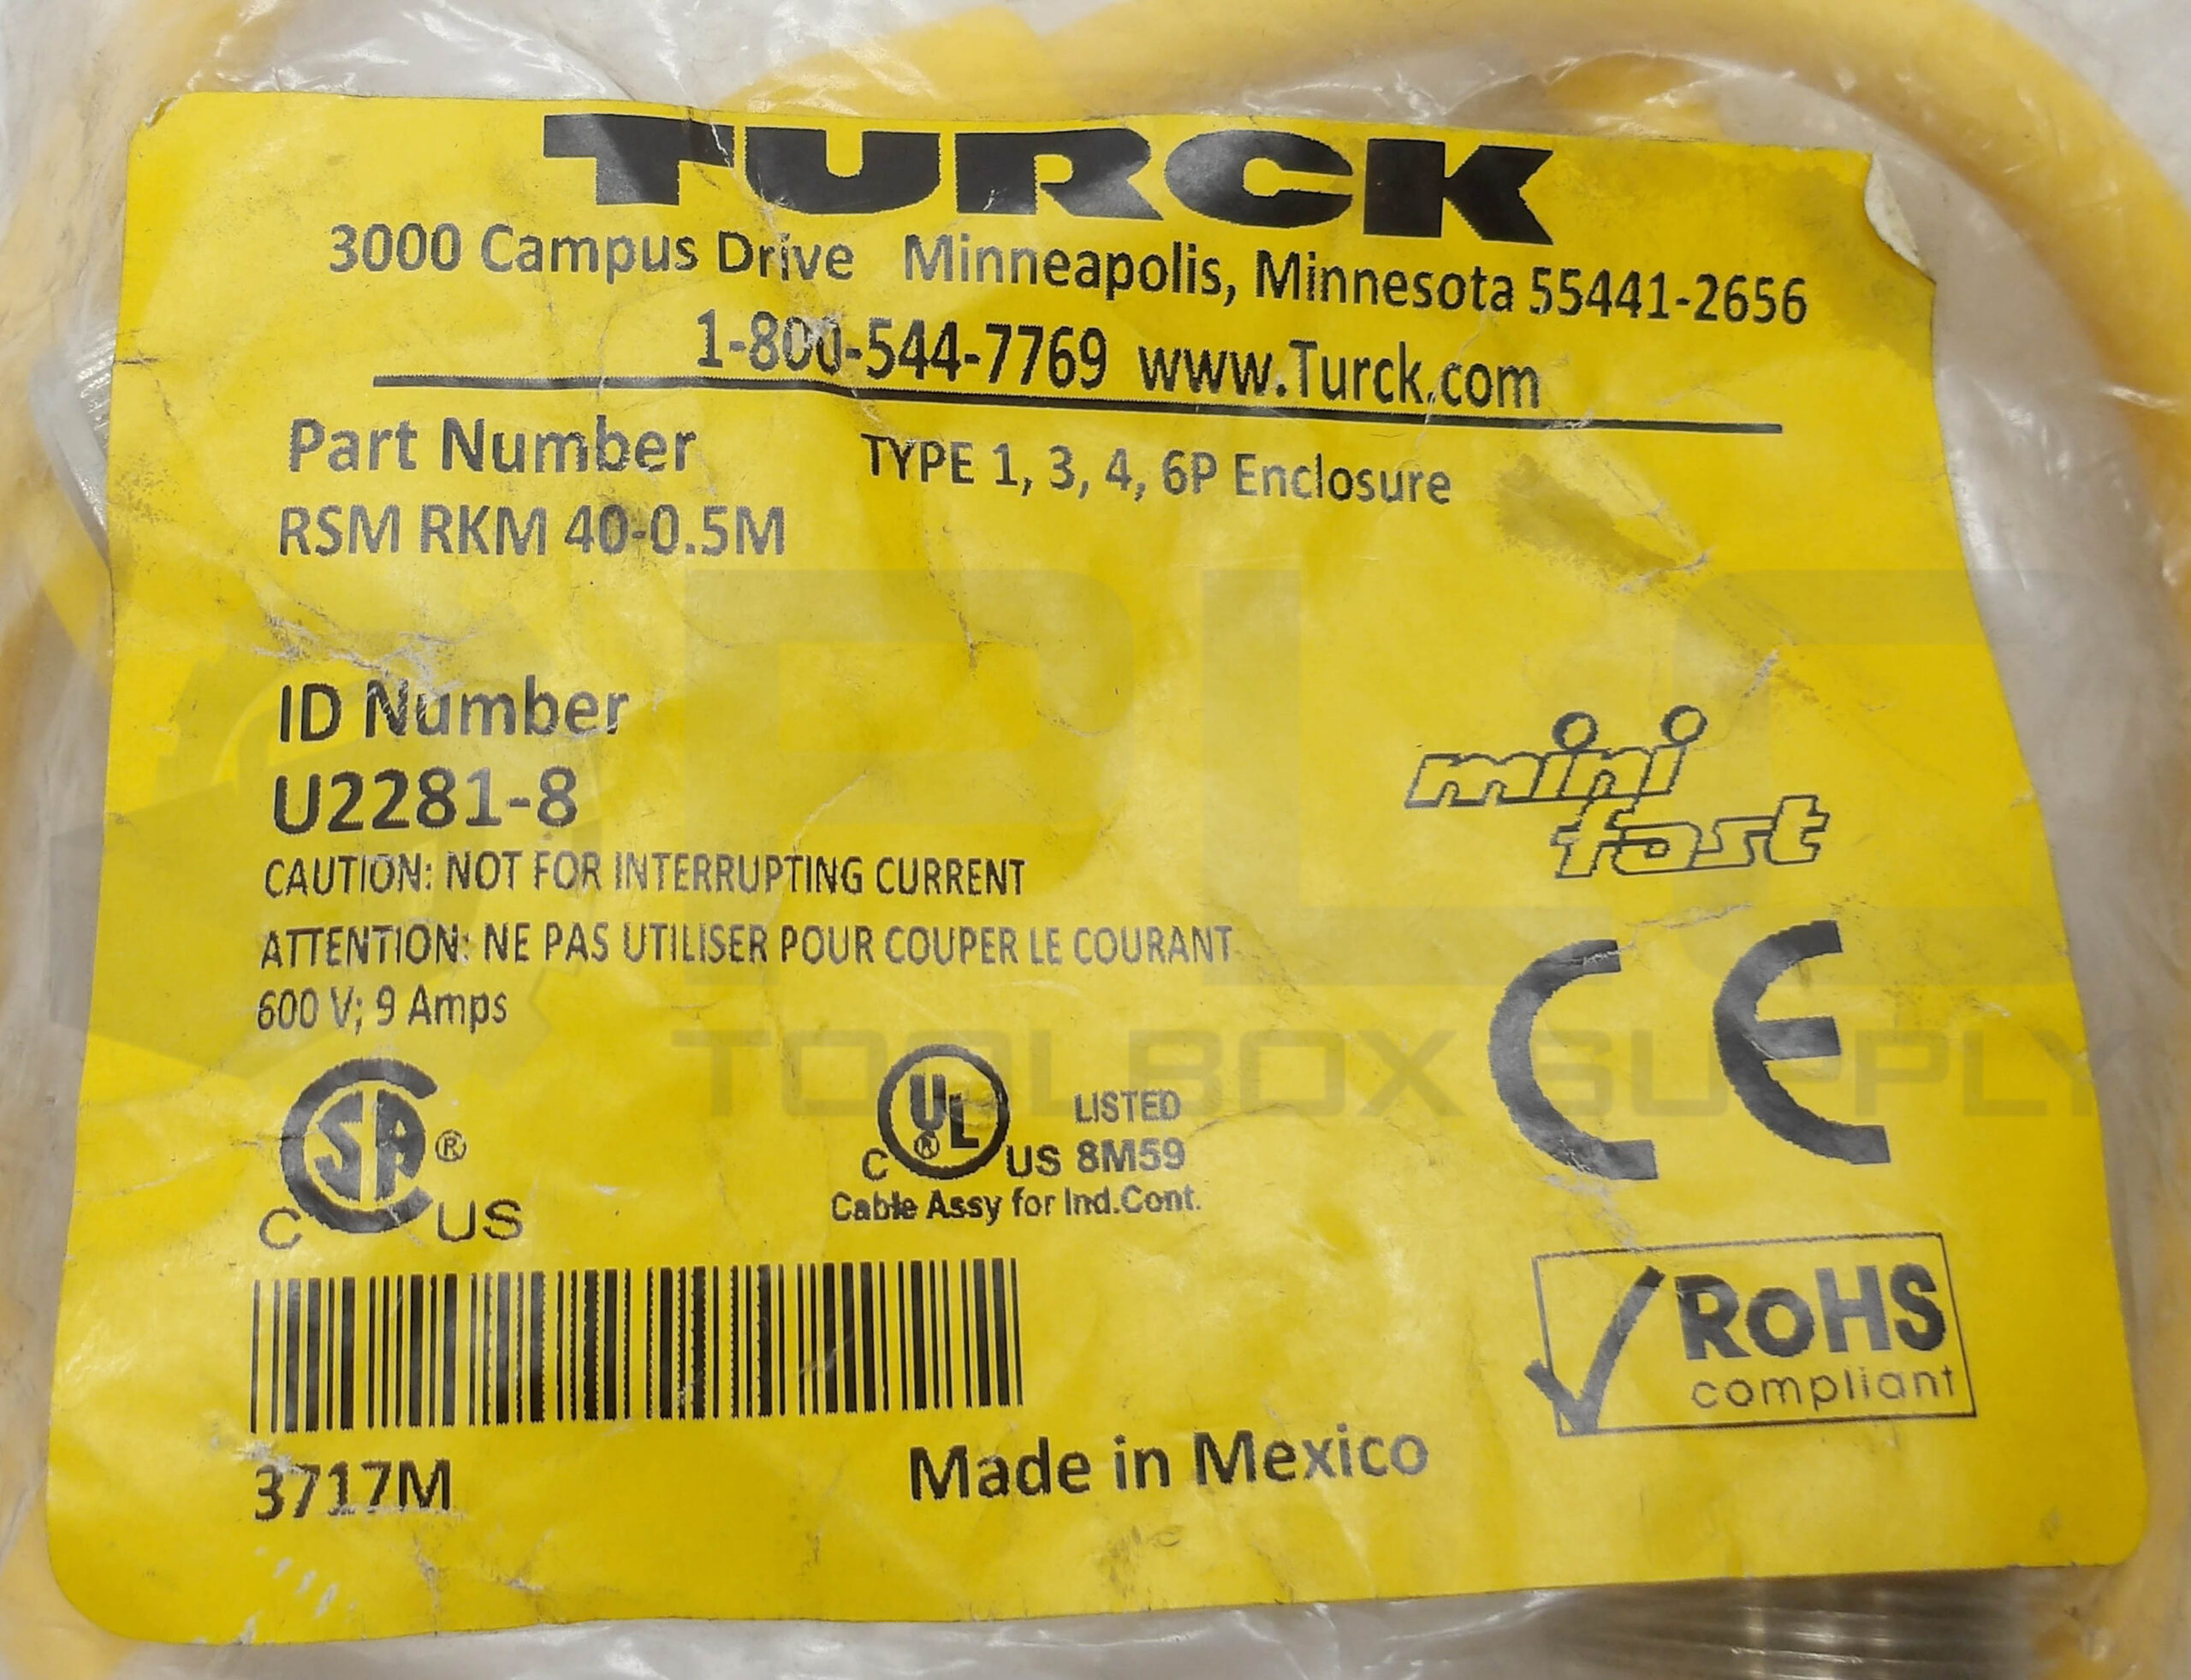 TURCK
3000 Campus Drive Minneapolis, Minnesota 55441-2656
1-800-544-7769 www.Turck.com
Part Number
TYPE 1, 3, 4, 6P Enclosure
RSM RKM 40-0.5M
ID Number
U2281-8
mini
fast
CAUTION: NOT FOR INTERRUPTING CURRENT
ATTENTION: NE PAS UTILISER POUR COUPER LE COURANT
600 V; 9 Amps
CE
C SA ® US
C UL ® US LISTED
8M59
Cable Assy for Ind.Cont.
RoHS
compliant
3717M
Made in Mexico
PLC
TOOLBOX SUPPLY